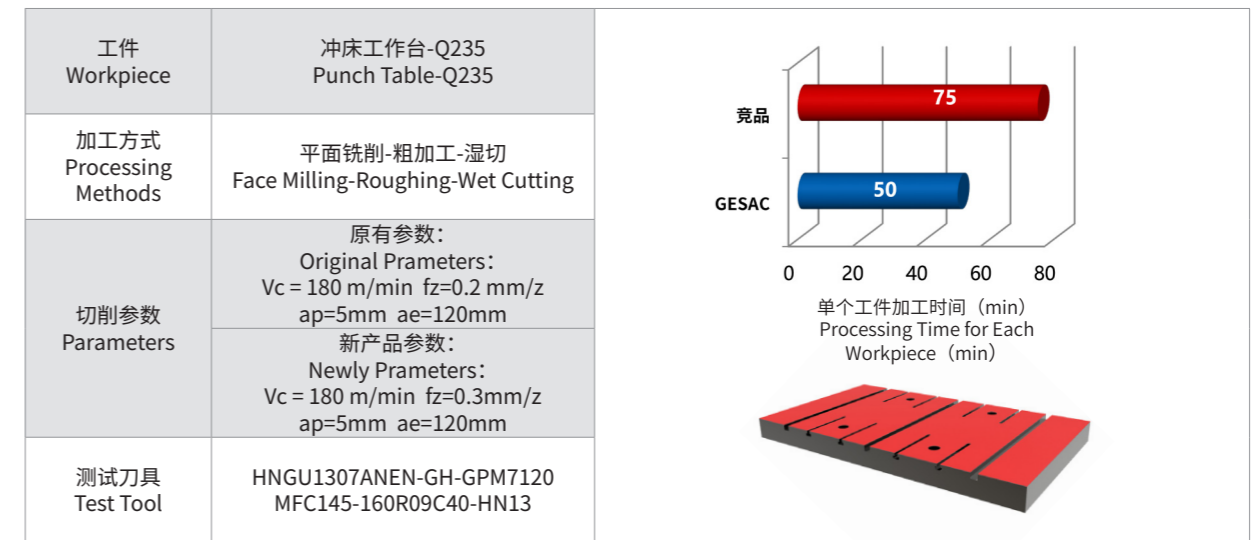 工件
Workpiece
冲床工作台-Q235
Punch Table-Q235
加工方式
Processing
Methods
平面铣削-粗加工-湿切
Face Milling-Roughing-Wet Cutting
切削参数
Parameters
原有参数：
Original Prameters：
Vc = 180 m/min fz=0.2 mm/z
ap=5mm ae=120mm
新产品参数：
Newly Prameters：
Vc = 180 m/min fz=0.3mm/z
ap=5mm ae=120mm
测试刀具
Test Tool
HNGU1307ANEN-GH-GPM7120
MFC145-160R09C40-HN13
竞品
75
GESAC
50
0 20 40 60 80
单个工件加工时间（min）
Processing Time for Each
Workpiece（min）